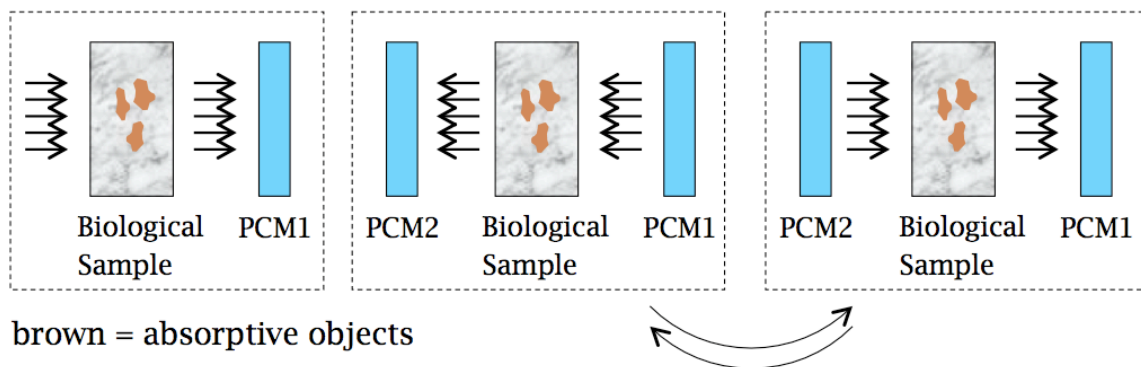 Biological
Sample
PCM1
PCM2
Biological
Sample
PCM1
PCM2
Biological
Sample
PCM1
brown = absorptive objects